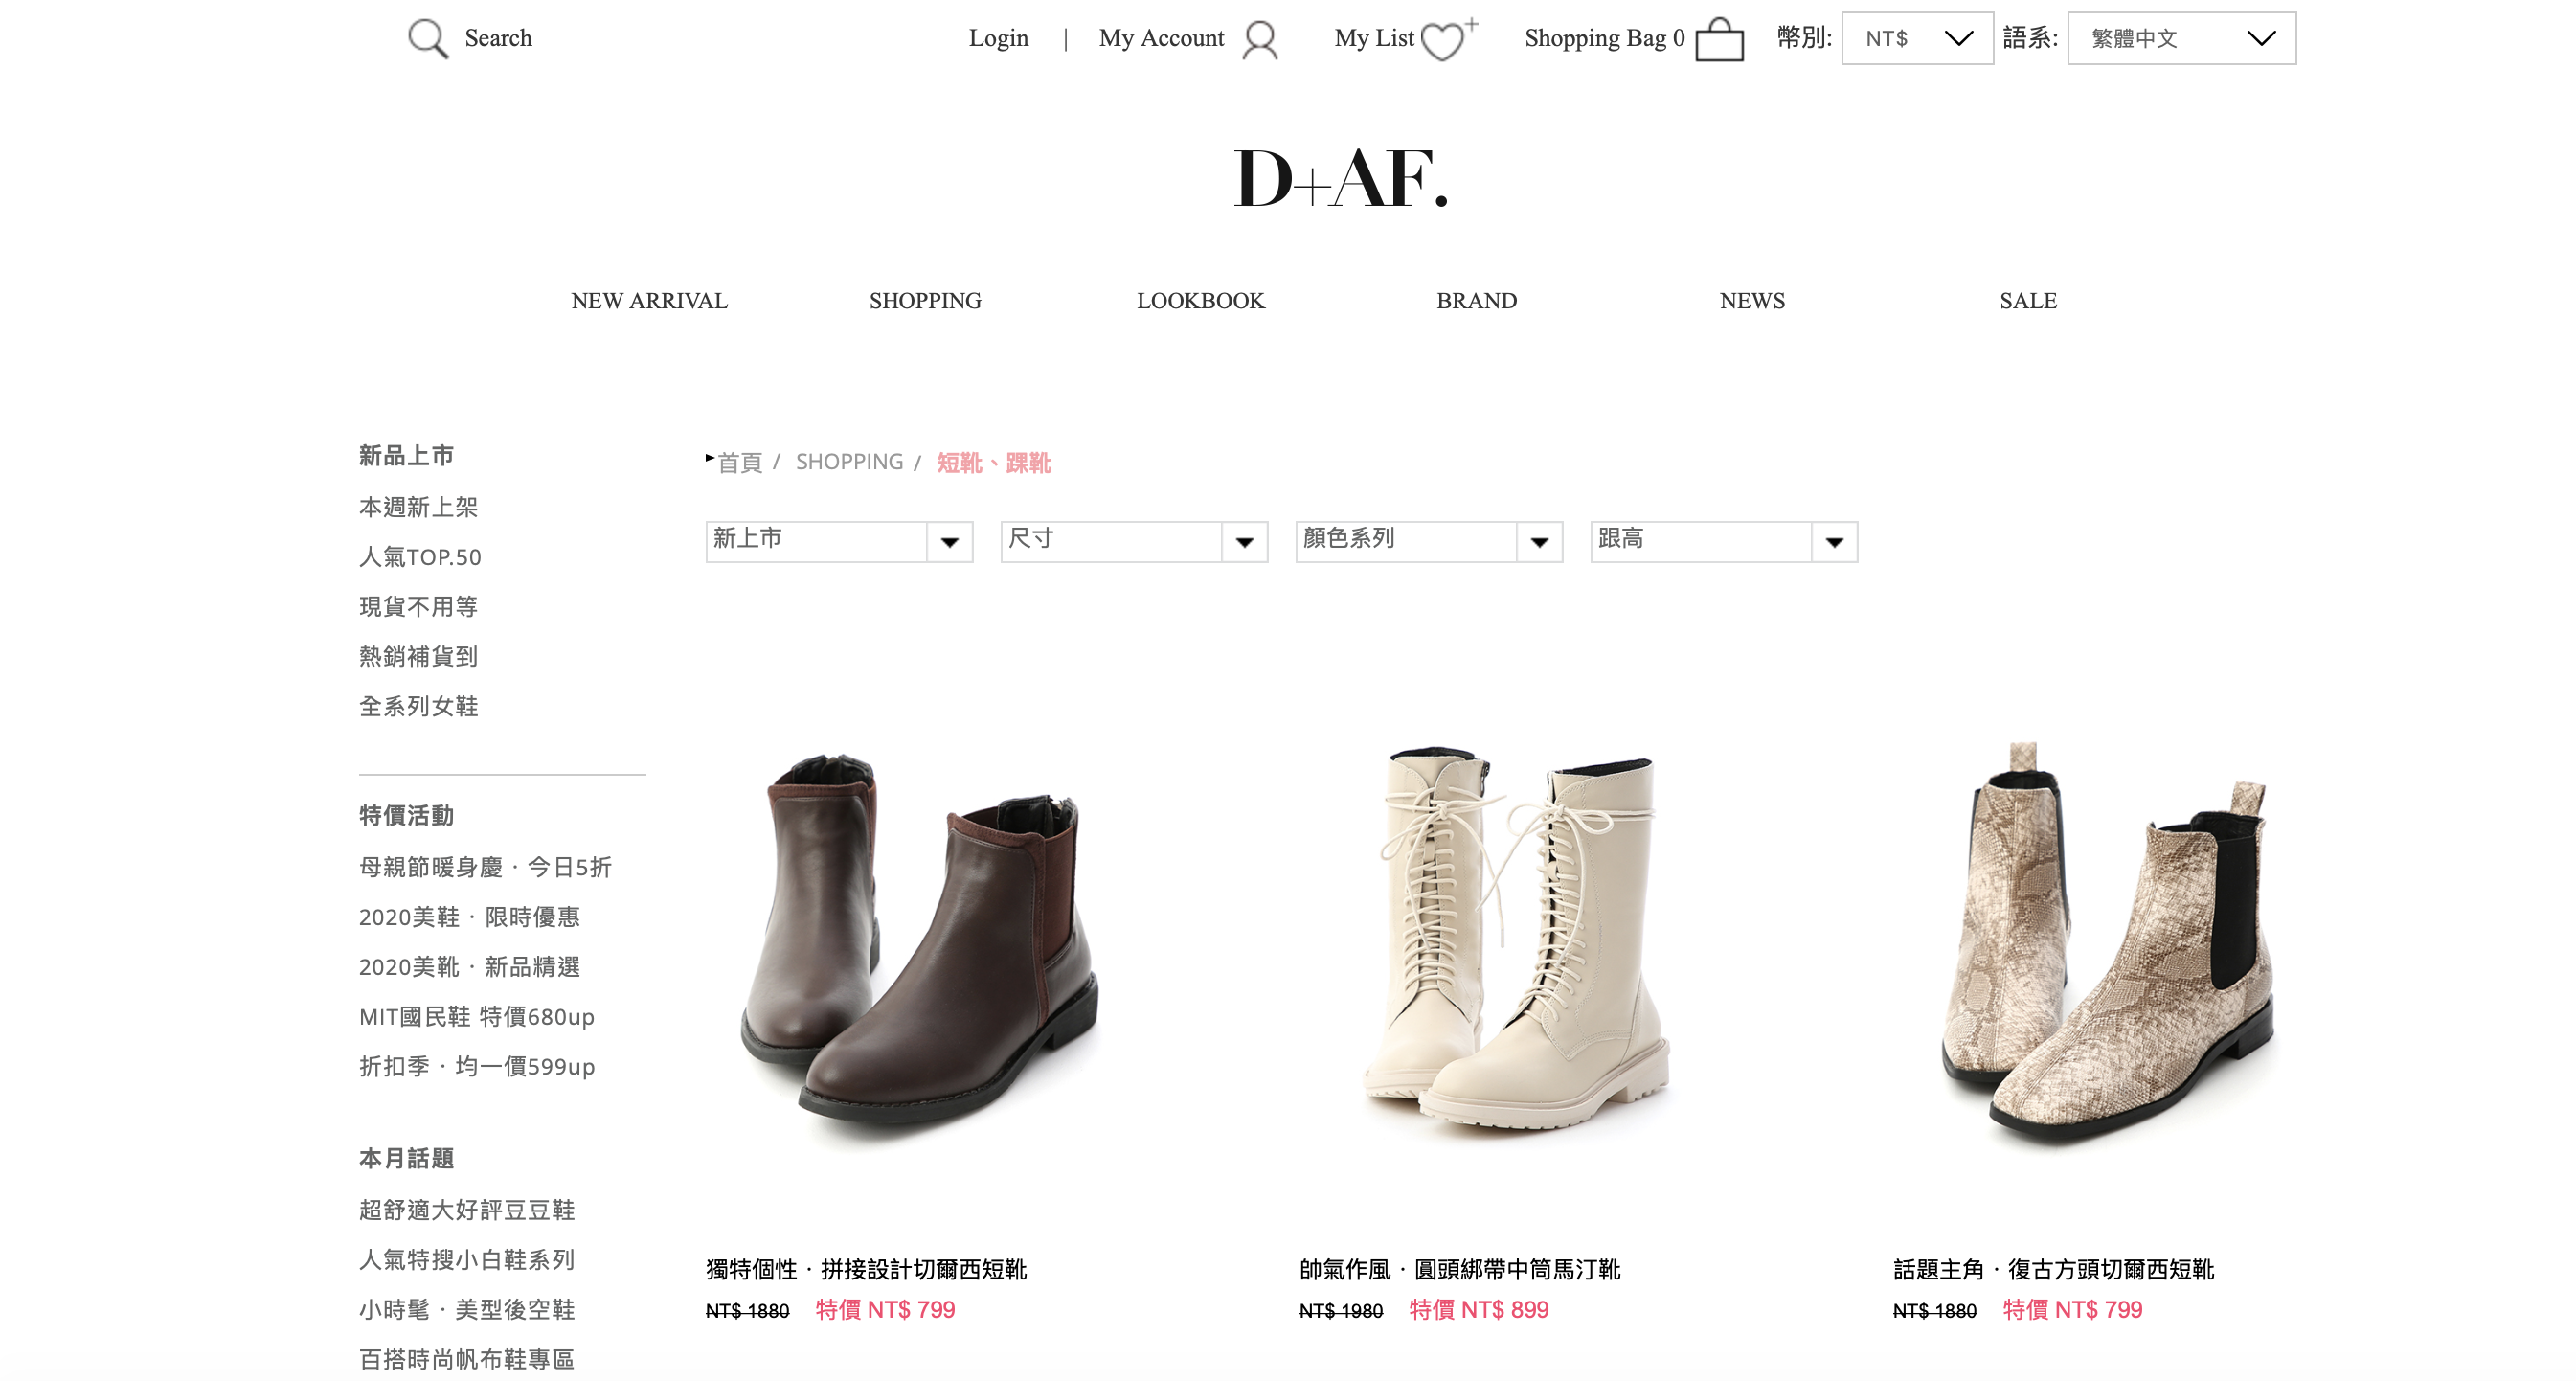 Search
Login | My Account My List Shopping Bag 0 幣別: NT$ 語系: 繁體中文
D+AF.
NEW ARRIVAL SHOPPING LOOKBOOK BRAND NEWS SALE
新品上市
本週新上架
人氣TOP.50
現貨不用等
熱銷補貨到
全系列女鞋
特價活動
母親節暖身慶‧今日5折
2020美鞋‧限時優惠
2020美靴‧新品精選
MIT國民鞋 特價680up
折扣季‧均一價599up
本月話題
超舒適大好評豆豆鞋
人氣特搜小白鞋系列
小時髦‧美型後空鞋
百搭時尚帆布鞋專區
首頁 / SHOPPING / 短靴、踝靴
新上市 尺寸 顏色系列 跟高
獨特個性‧拼接設計切爾西短靴
NT$ 1880 特價 NT$ 799
帥氣作風‧圓頭綁帶中筒馬汀靴
NT$ 1980 特價 NT$ 899
話題主角‧復古方頭切爾西短靴
NT$ 1880 特價 NT$ 799